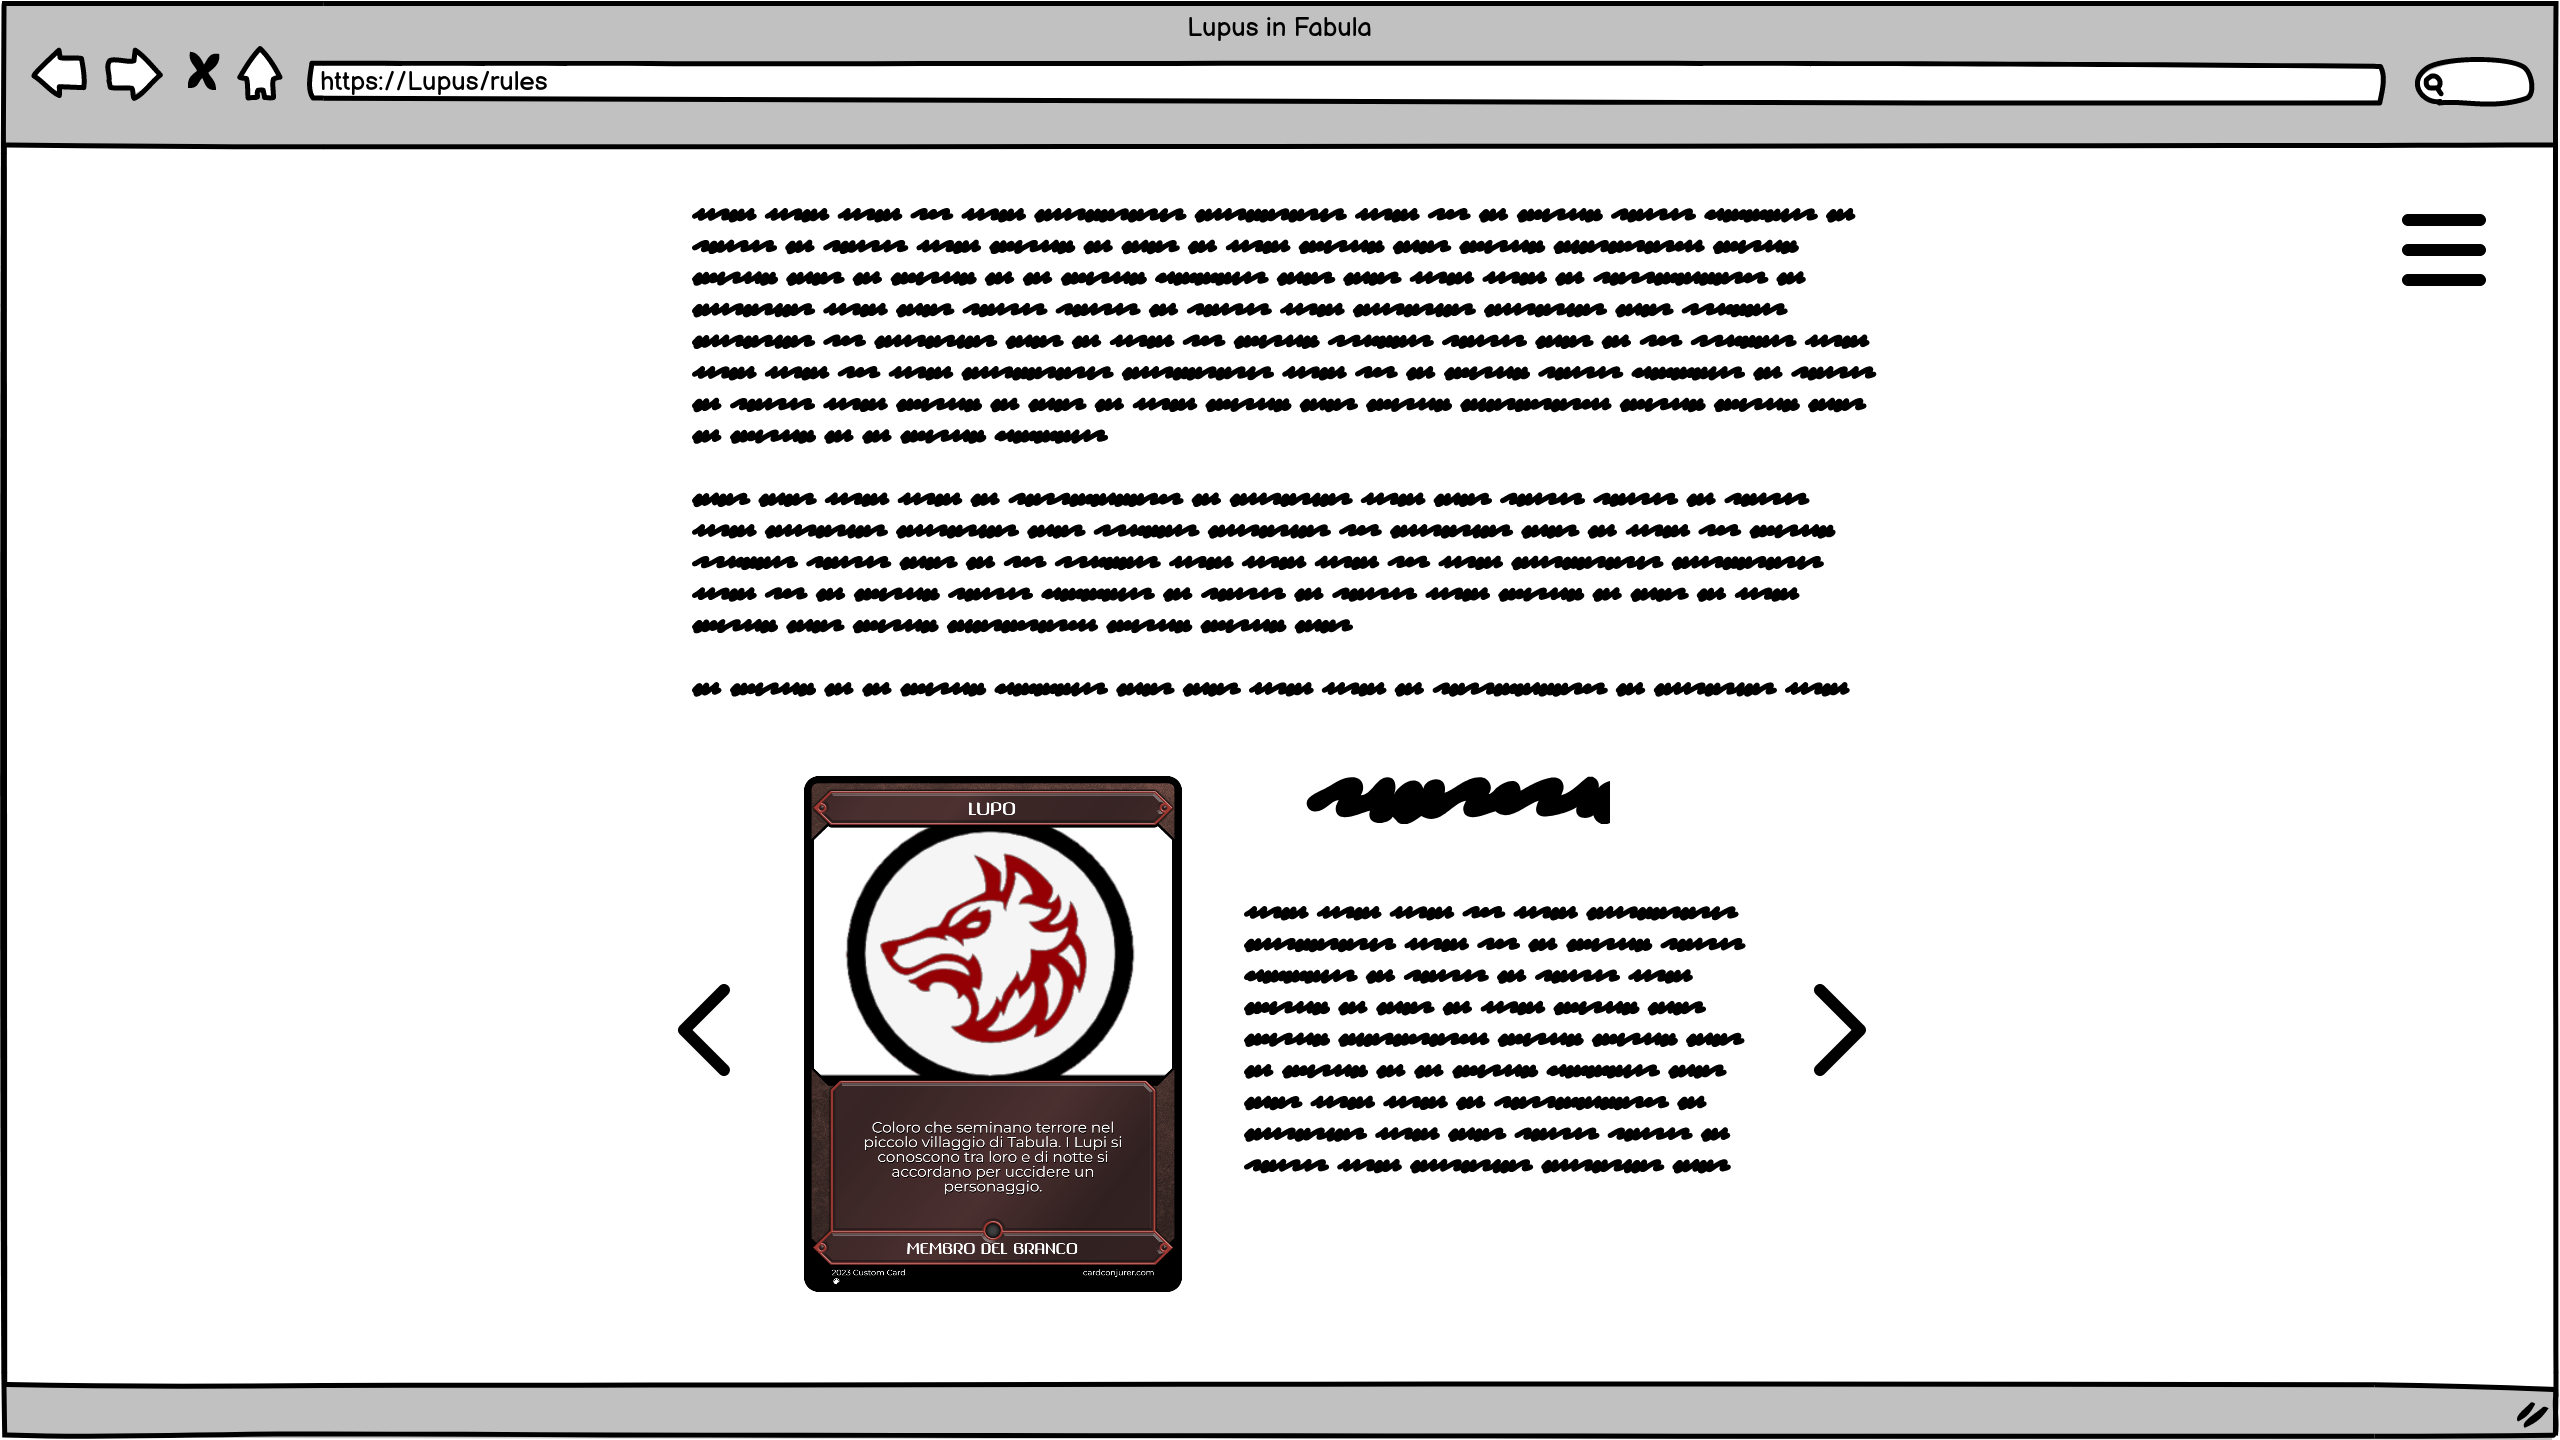 Lupus in Fabula
https://Lupus/rules
LUPO
Coloro che seminano terrore nel
piccolo villaggio di Tabula. I Lupi si
conoscono tra loro e di notte si
accordano per uccidere un
personaggio.
MEMBRO DEL BRANCO
2023 Custom Card
cardconjurer.com